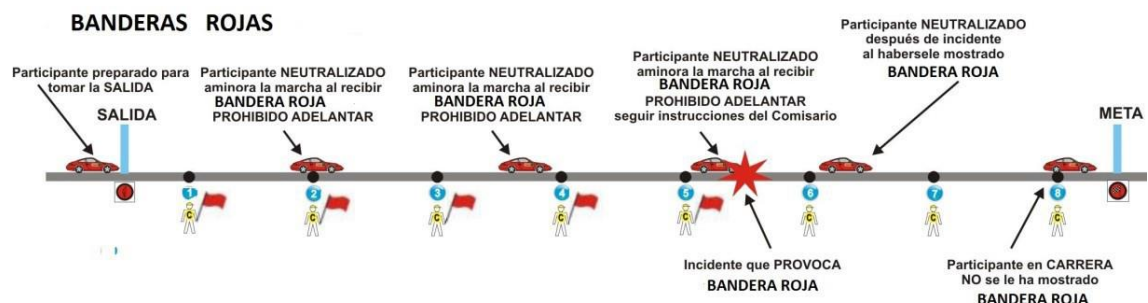 BANDERAS ROJAS
Participante preparado para
tomar la SALIDA
SALIDA
Participante NEUTRALIZADO
aminora la marcha al recibir
BANDERA ROJA
PROHIBIDO ADELANTAR
Participante NEUTRALIZADO
aminora la marcha al recibir
BANDERA ROJA
PROHIBIDO ADELANTAR
Participante NEUTRALIZADO
aminora la marcha al recibir
BANDERA ROJA
PROHIBIDO ADELANTAR
seguir instrucciones del Comisario
Participante NEUTRALIZADO
después de incidente
al habersele mostrado
BANDERA ROJA
META
1
2
3
4
5
6
7
8
C
C
C
C
C
C
C
C
Incidente que PROVOCA
BANDERA ROJA
Participante en CARRERA
NO se le ha mostrado
BANDERA ROJA